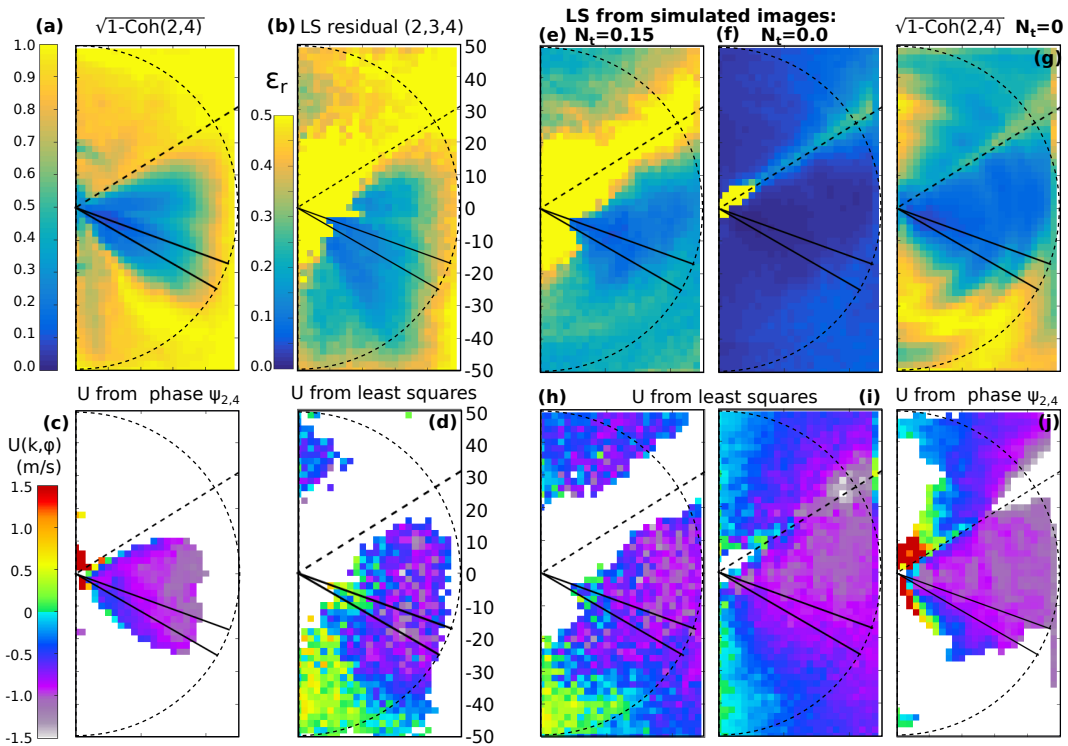 LS from simulated images:
(a) √1-Coh(2,4)
(b) LS residual (2,3,4)
(e) Nt=0.15
(f) Nt=0.0
√1-Coh(2,4) Nt=0
(g)
1.0
0.9
0.8
0.7
0.6
0.5
0.4
0.3
0.2
0.1
0.0
εr
0.5
0.4
0.3
0.2
0.1
0.0
50
40
30
20
10
0
-10
-20
-30
-40
-50
U from phase ψ2,4
U from least squares
(h) U from least squares
(i)
U from phase ψ2,4
(c)
(d)
(j)
U(k,φ)
(m/s)
1.5
1.0
0.5
0
-0.5
-1.0
-1.5
50
40
30
20
10
0
-10
-20
-30
-40
-50